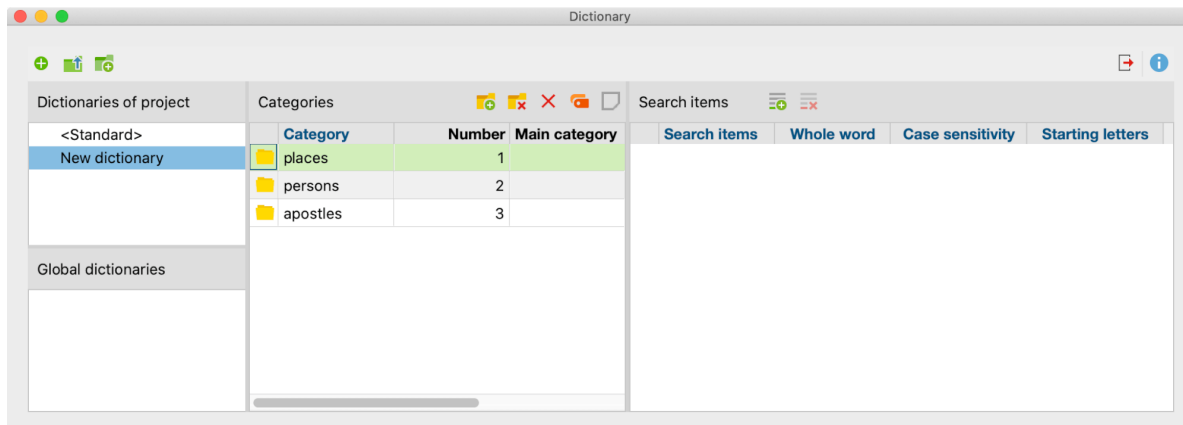 Dictionary
Dictionaries of project
<Standard>
New dictionary
Global dictionaries
Categories
Category Number Main category
places 1
persons 2
apostles 3
Search items
Search items Whole word Case sensitivity Starting letters